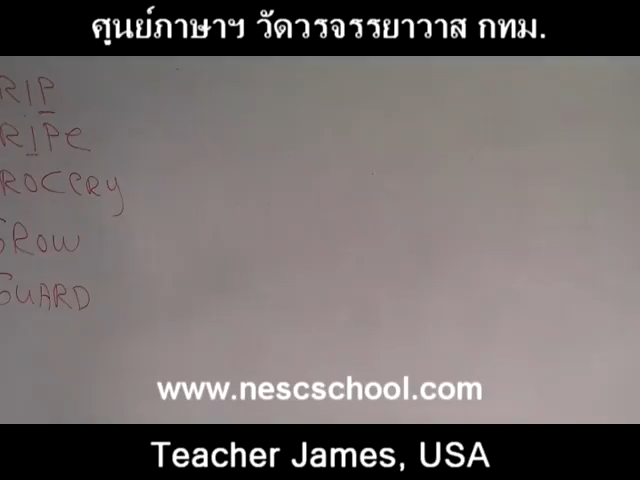 ศูนย์ภาษาฯ วัดวรจรรยาวาส กทม.
RIP
RIPE
ROCERY
GROW
GUARD
www.nescschool.com
Teacher James, USA